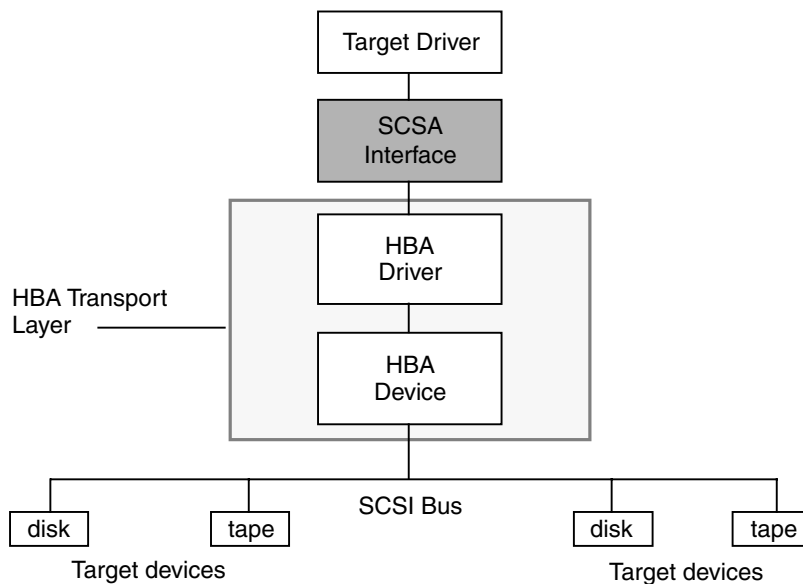 Target Driver
SCSA
Interface
HBA
Driver
HBA Transport
Layer
HBA
Device
SCSI Bus
disk
tape
disk
tape
Target devices
Target devices